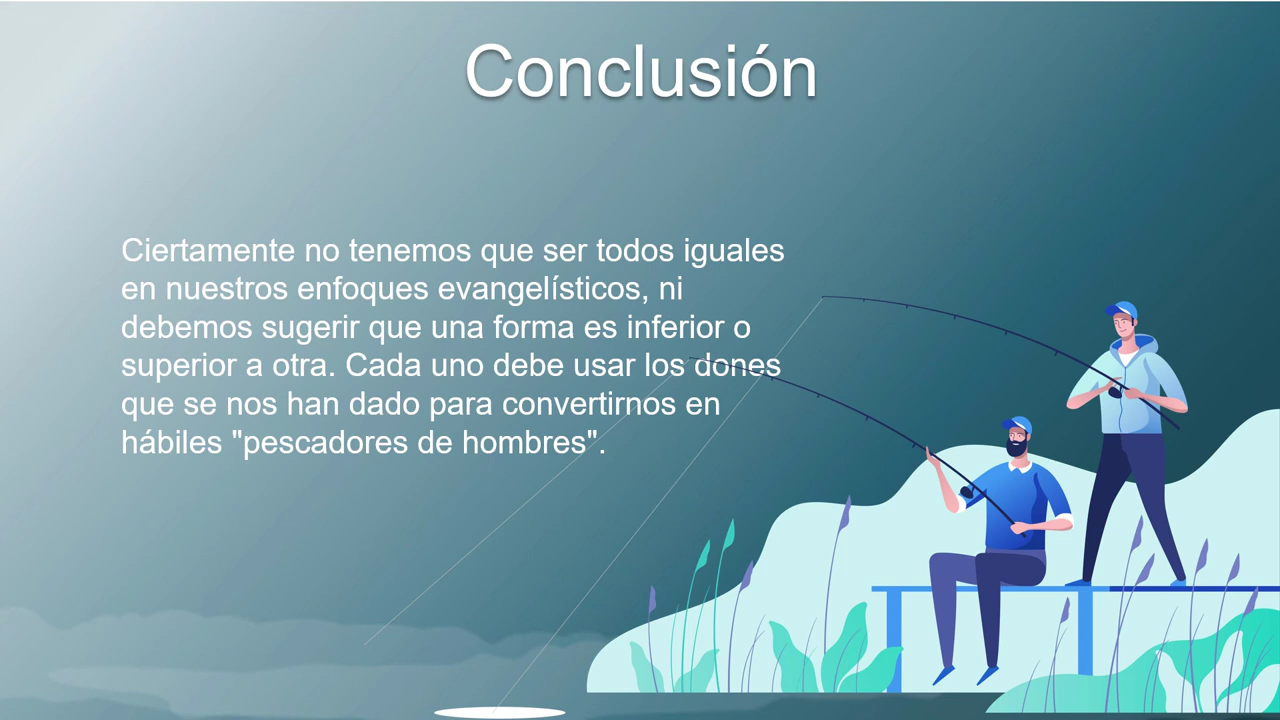 Conclusión
Ciertamente no tenemos que ser todos iguales
en nuestros enfoques evangelísticos, ni
debemos sugerir que una forma es inferior o
superior a otra. Cada uno debe usar los dones
que se nos han dado para convertirnos en
hábiles "pescadores de hombres".